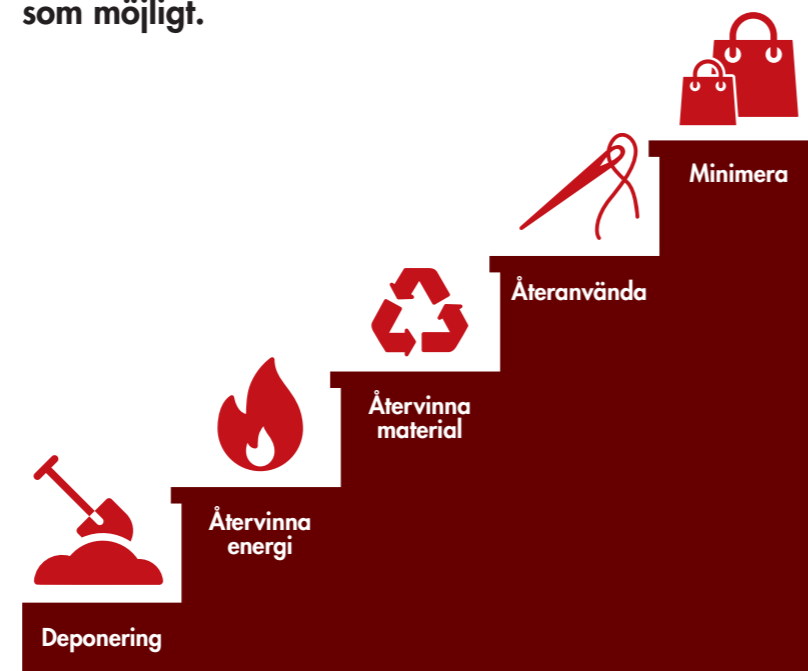 som möjligt.
Minimera
Återanvända
Återvinna
material
Återvinna
energi
Deponering